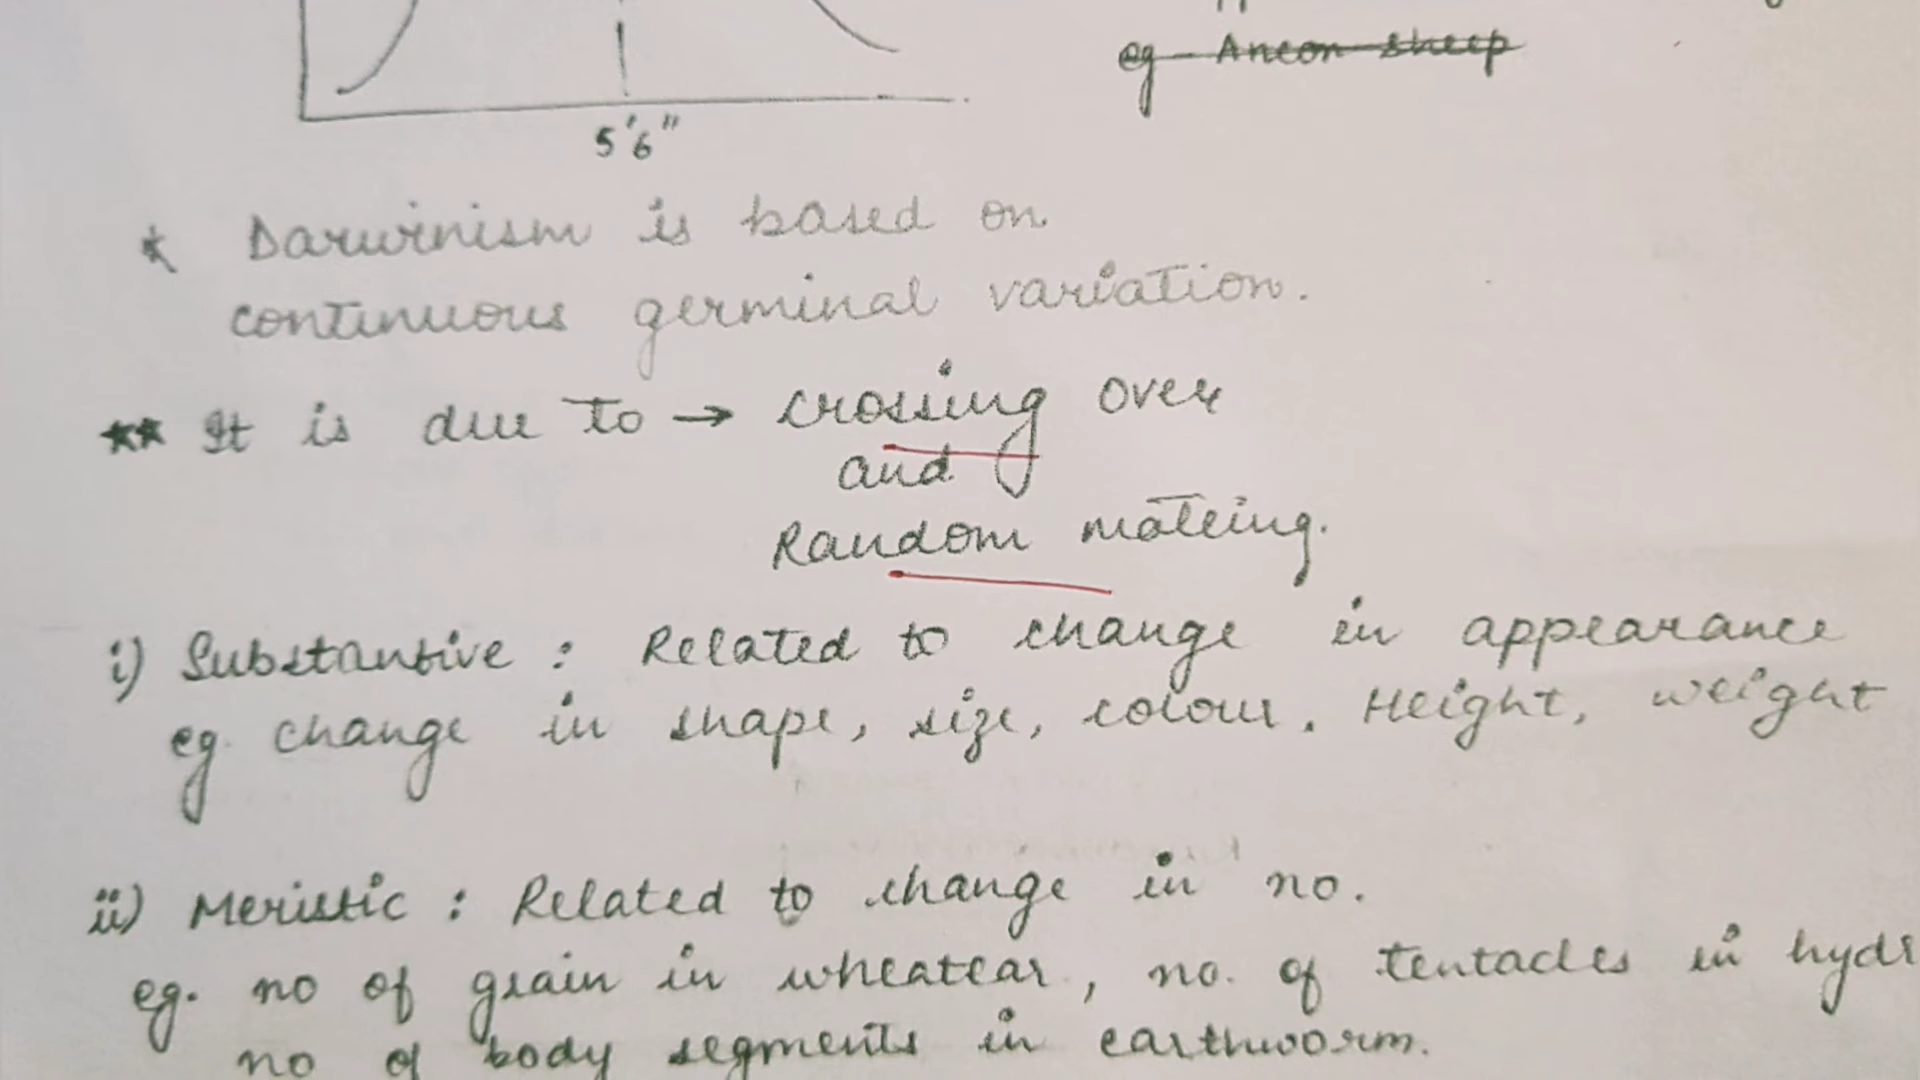 eg - Ancon sheep
5'6"
* Darwinism is based on
continuous germinal variation.
** It is due to → crossing over
and
Random mateing.
i) Substantive : Related to change in appearance
eg. change in shape, size, colour. Height, weight
ii) Meristic : Related to change in no.
eg. no of grain in wheatear, no. of tentacles in hydr
no of body segments in earthworm.